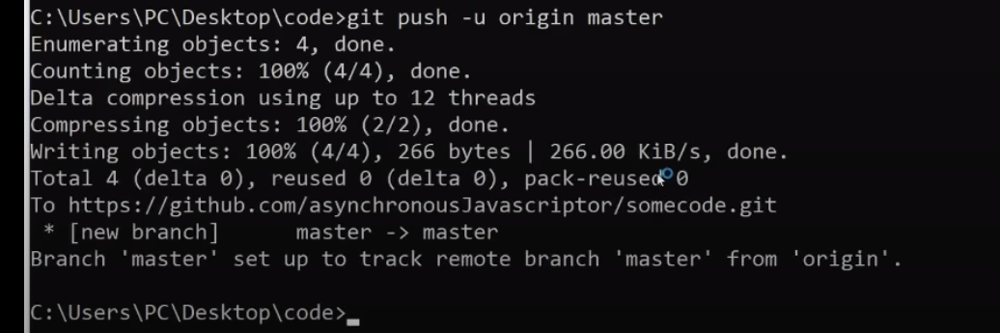 C:\Users\PC\Desktop\code>git push -u origin master
Enumerating objects: 4, done.
Counting objects: 100% (4/4), done.
Delta compression using up to 12 threads
Compressing objects: 100% (2/2), done.
Writing objects: 100% (4/4), 266 bytes | 266.00 KiB/s, done.
Total 4 (delta 0), reused 0 (delta 0), pack-reused 0
To https://github.com/asynchronousJavascriptor/somecode.git
 * [new branch]      master -> master
Branch 'master' set up to track remote branch 'master' from 'origin'.
C:\Users\PC\Desktop\code>